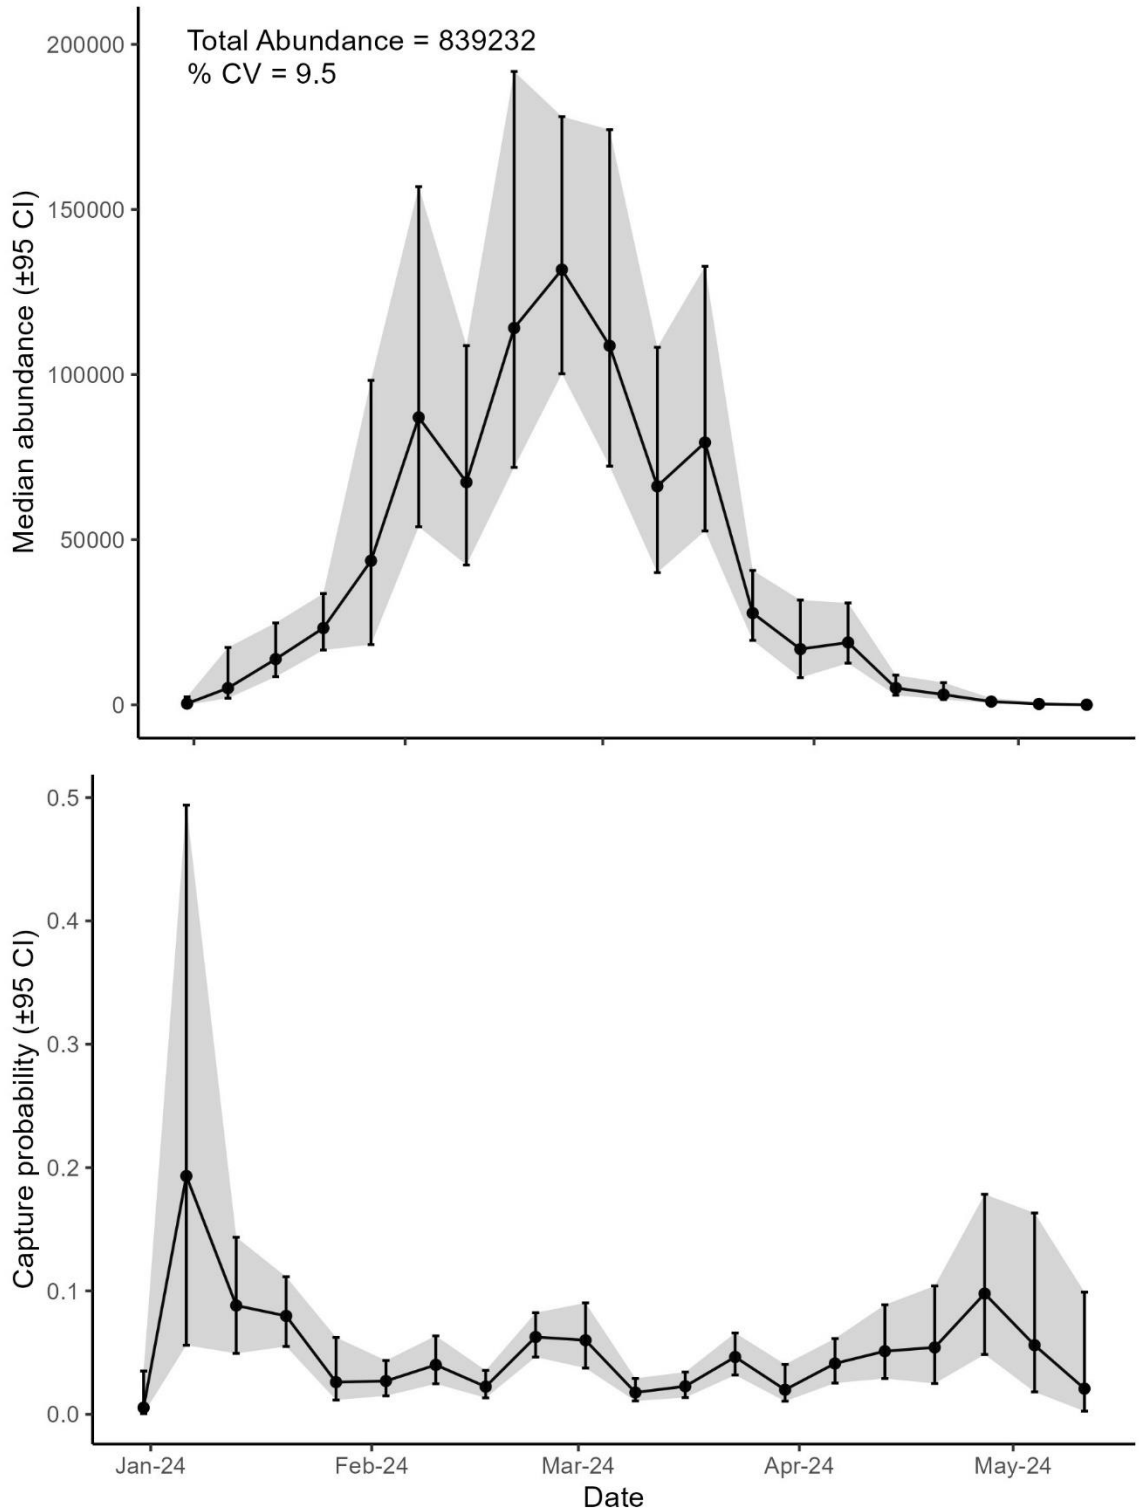 Total Abundance = 839232
% CV = 9.5
Median abundance (±95 CI)
200000
150000
100000
50000
0
Capture probability (±95 CI)
0.5
0.4
0.3
0.2
0.1
0.0
Jan-24 Feb-24 Mar-24 Apr-24 May-24
Date